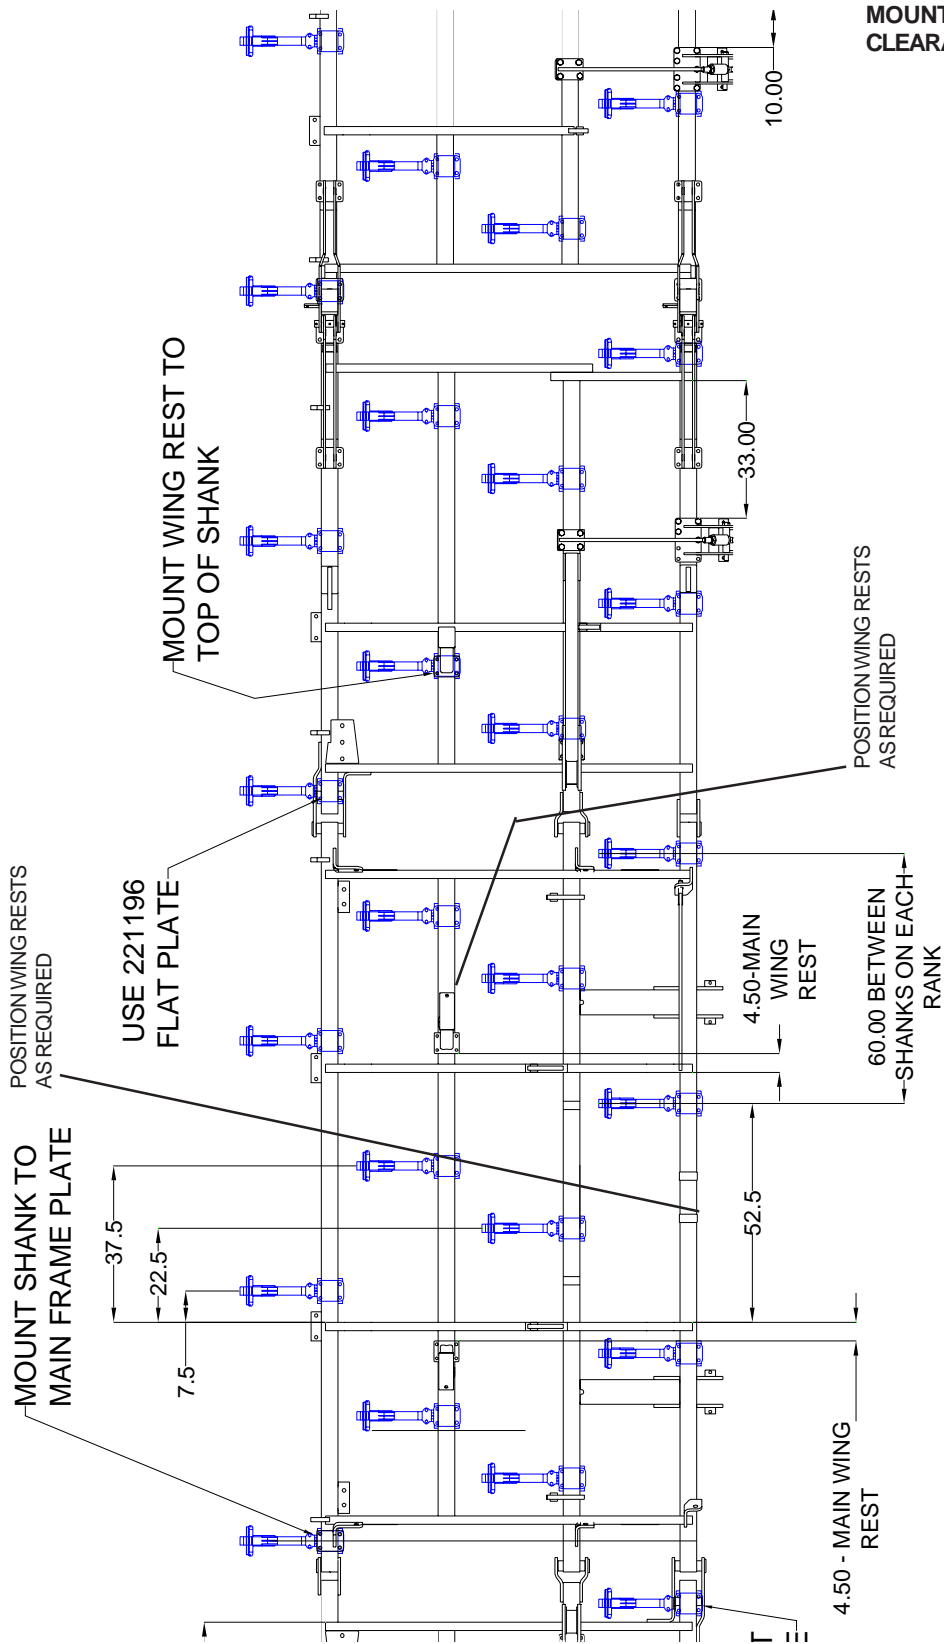 MOUNT
CLEARA
10.00
MOUNT WING REST TO
TOP OF SHANK
33.00
POSITION WING RESTS
AS REQUIRED
USE 221196
FLAT PLATE
POSITION WING RESTS
AS REQUIRED
4.50-MAIN
WING
REST
60.00 BETWEEN
SHANKS ON EACH
RANK
MOUNT SHANK TO
MAIN FRAME PLATE
37.5
22.5
7.5
52.5
4.50 - MAIN WING
REST
T
E